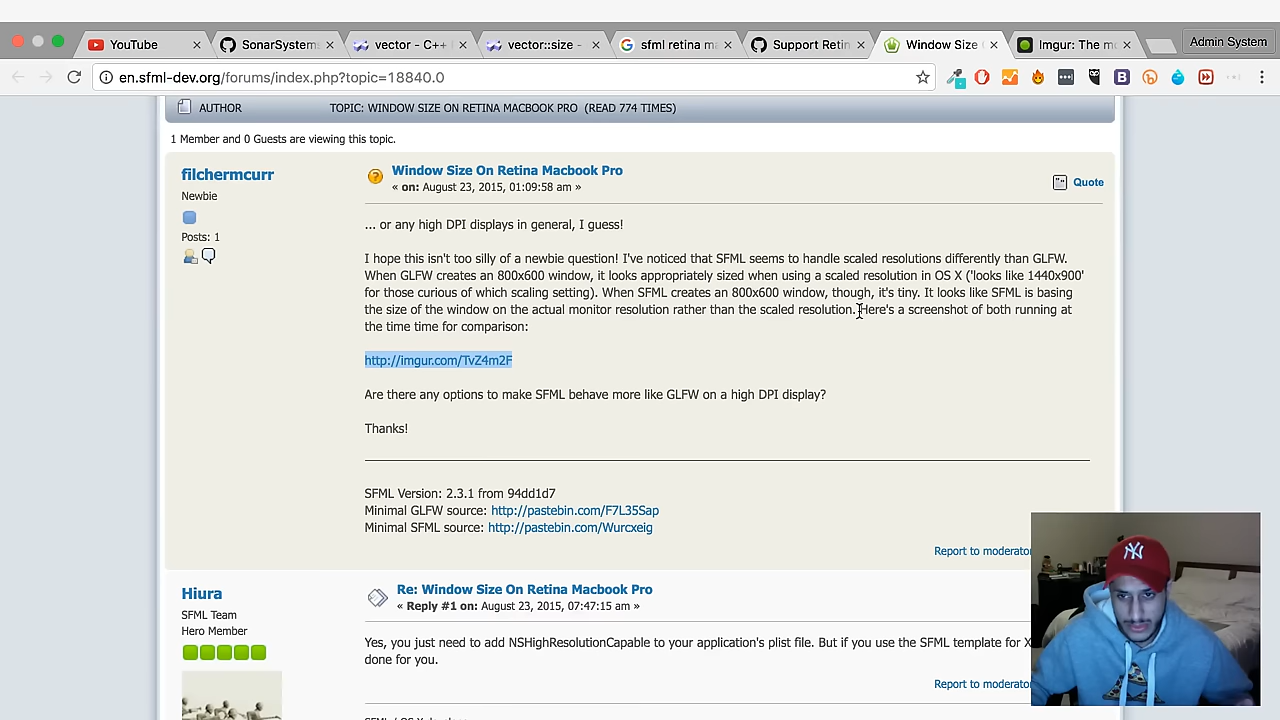 YouTube
SonarSystem
vector - C++
vector::size -
sfml retina ma
Support Retin
Window Size
Imgur: The m
Admin System
en.sfml-dev.org/forums/index.php?topic=18840.0
AUTHOR TOPIC: WINDOW SIZE ON RETINA MACBOOK PRO (READ 774 TIMES)
1 Member and 0 Guests are viewing this topic.
filchermcurr
Newbie
Posts: 1
Window Size On Retina Macbook Pro
« on: August 23, 2015, 01:09:58 am »
Quote
... or any high DPI displays in general, I guess!
I hope this isn't too silly of a newbie question! I've noticed that SFML seems to handle scaled resolutions differently than GLFW.
When GLFW creates an 800x600 window, it looks appropriately sized when using a scaled resolution in OS X ('looks like 1440x900'
for those curious of which scaling setting). When SFML creates an 800x600 window, though, it's tiny. It looks like SFML is basing
the size of the window on the actual monitor resolution rather than the scaled resolution. Here's a screenshot of both running at
the time time for comparison:
http://imgur.com/TvZ4m2F
Are there any options to make SFML behave more like GLFW on a high DPI display?
Thanks!
SFML Version: 2.3.1 from 94dd1d7
Minimal GLFW source: http://pastebin.com/F7L35Sap
Minimal SFML source: http://pastebin.com/Wurcxeig
Report to moderator
Hiura
SFML Team
Hero Member
Re: Window Size On Retina Macbook Pro
« Reply #1 on: August 23, 2015, 07:47:15 am »
Yes, you just need to add NSHighResolutionCapable to your application's plist file. But if you use the SFML template for X
done for you.
Report to moderator